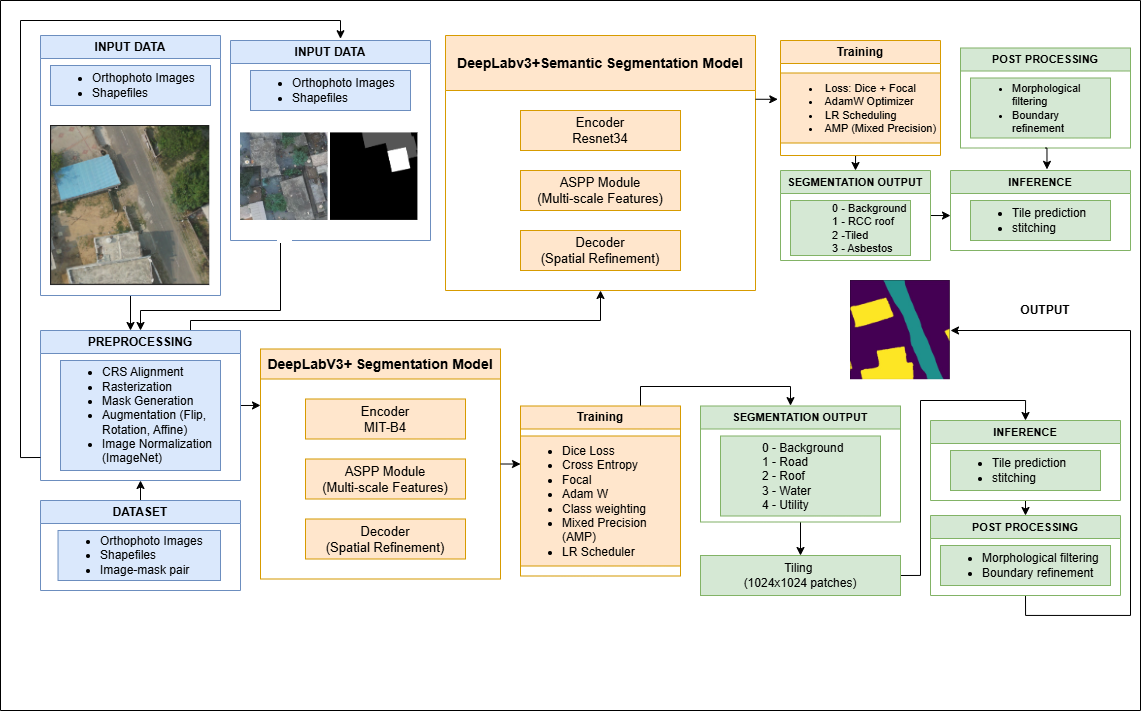 INPUT DATA
Orthophoto Images
Shapefiles
INPUT DATA
Orthophoto Images
Shapefiles
DeepLabv3+Semantic Segmentation Model
Encoder
Resnet34
ASPP Module
(Multi-scale Features)
Decoder
(Spatial Refinement)
Training
Loss: Dice + Focal
AdamW Optimizer
LR Scheduling
AMP (Mixed Precision)
POST PROCESSING
Morphological
filtering
Boundary
refinement
SEGMENTATION OUTPUT
0 - Background
1 - RCC roof
2 -Tiled
3 - Asbestos
INFERENCE
Tile prediction
stitching
OUTPUT
PREPROCESSING
CRS Alignment
Rasterization
Mask Generation
Augmentation (Flip,
Rotation, Affine)
Image Normalization
(ImageNet)
DATASET
Orthophoto Images
Shapefiles
Image-mask pair
DeepLabV3+ Segmentation Model
Encoder
MIT-B4
ASPP Module
(Multi-scale Features)
Decoder
(Spatial Refinement)
Training
Dice Loss
Cross Entropy
Focal
Adam W
Class weighting
Mixed Precision
(AMP)
LR Scheduler
SEGMENTATION OUTPUT
0 - Background
1 - Road
2 - Roof
3 - Water
4 - Utility
Tiling
(1024x1024 patches)
INFERENCE
Tile prediction
stitching
POST PROCESSING
Morphological filtering
Boundary refinement